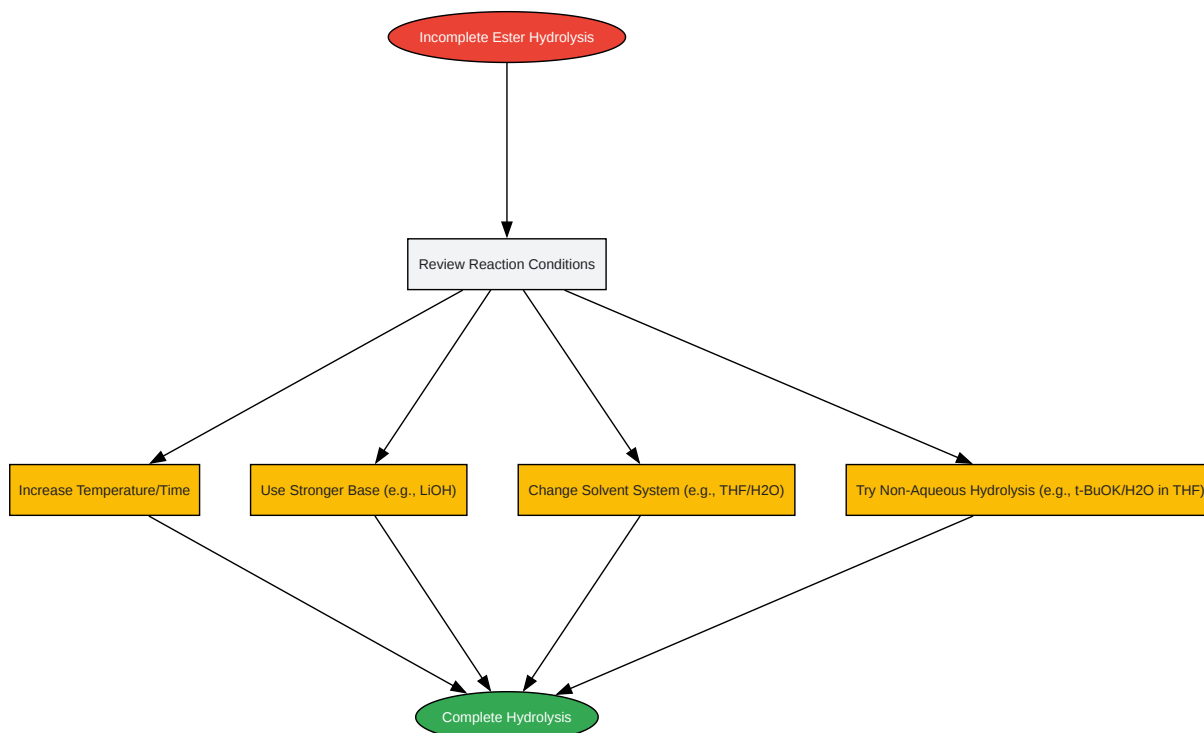 Incomplete Ester Hydrolysis
Review Reaction Conditions
Increase Temperature/Time
Use Stronger Base (e.g., LiOH)
Change Solvent System (e.g., THF/H2O)
Try Non-Aqueous Hydrolysis (e.g., t-BuOK/H2O in THF)
Complete Hydrolysis